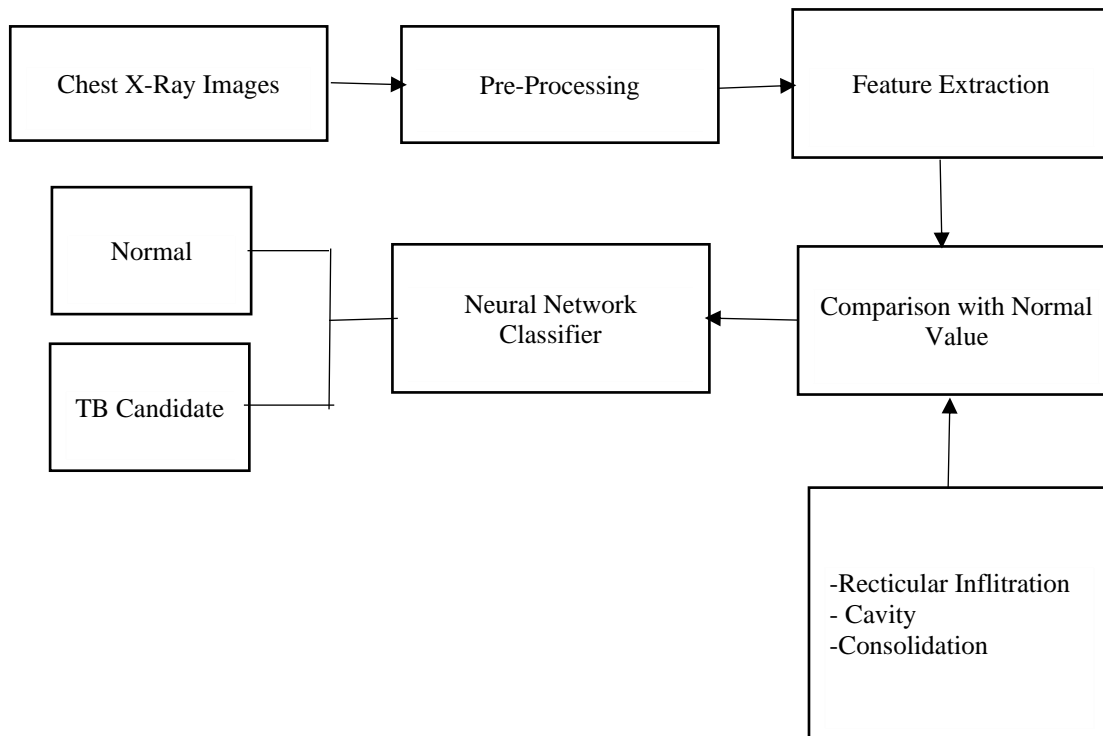 Chest X-Ray Images
Pre-Processing
Feature Extraction
Normal
Neural Network
Classifier
Comparison with Normal
Value
TB Candidate
-Recticular Inflitration
- Cavity
-Consolidation